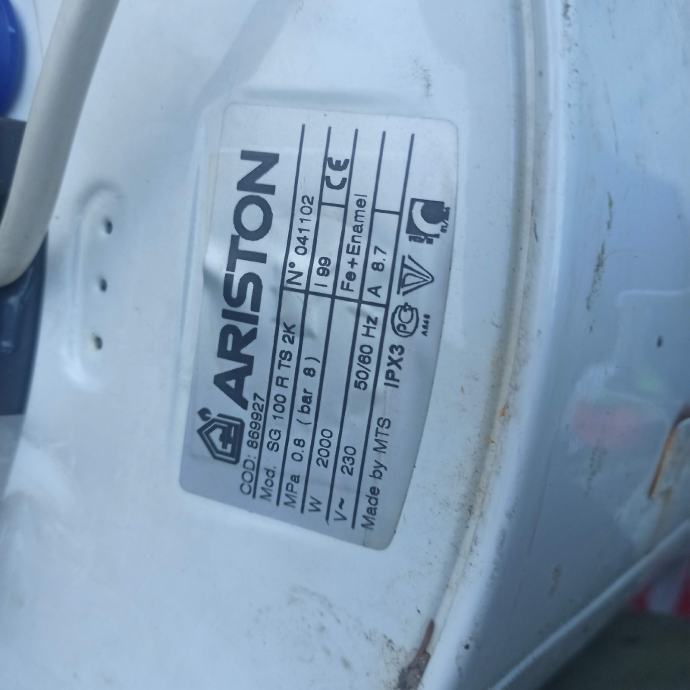 ARISTON
COD: 869927
Mod. SG 100 R TS 2K N° 041102
MPa 0.8 ( bar 8 ) l 99 CE
W 2000 Fe+Enamel
V~ 230 50/60 Hz A 8.7
Made by MTS IPX3